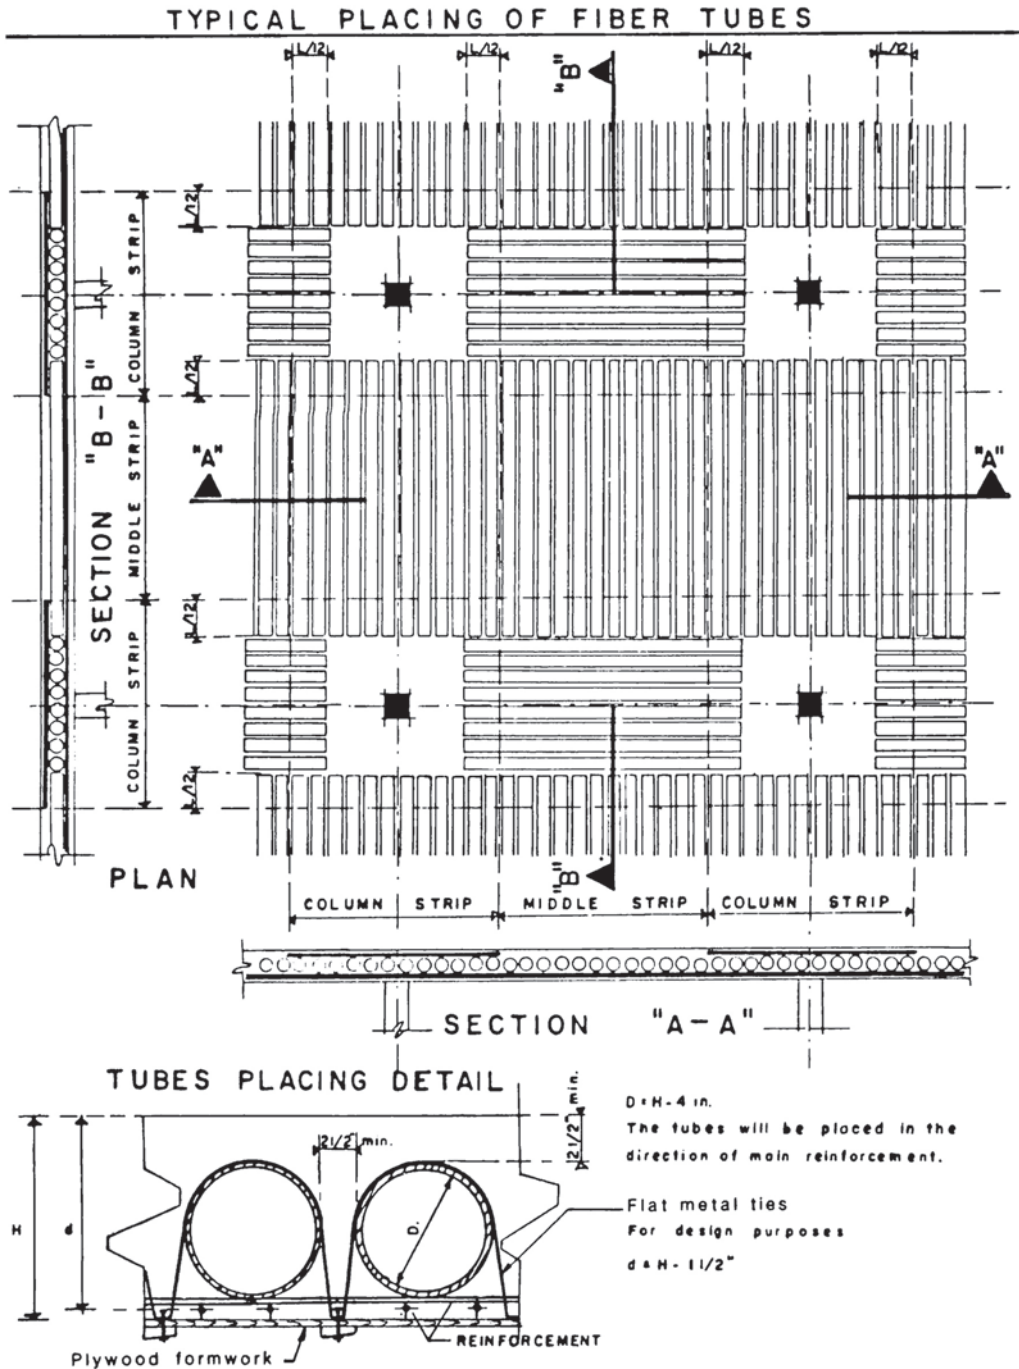 TYPICAL PLACING OF FIBER TUBES
L/12 L/12 L/12 L/12
"B"
L/12
COLUMN STRIP
L/12
SECTION "B-B"
MIDDLE STRIP
"A" "A"
L/12
COLUMN STRIP
L/12
"B"
PLAN
COLUMN STRIP MIDDLE STRIP COLUMN STRIP
SECTION "A-A"
TUBES PLACING DETAIL
2 1/2" min.
2 1/2" min.
D=H-4 in.
The tubes will be placed in the
direction of main reinforcement.
H
d
D.
Flat metal ties
For design purposes
d=H-1 1/2"
REINFORCEMENT
Plywood formwork